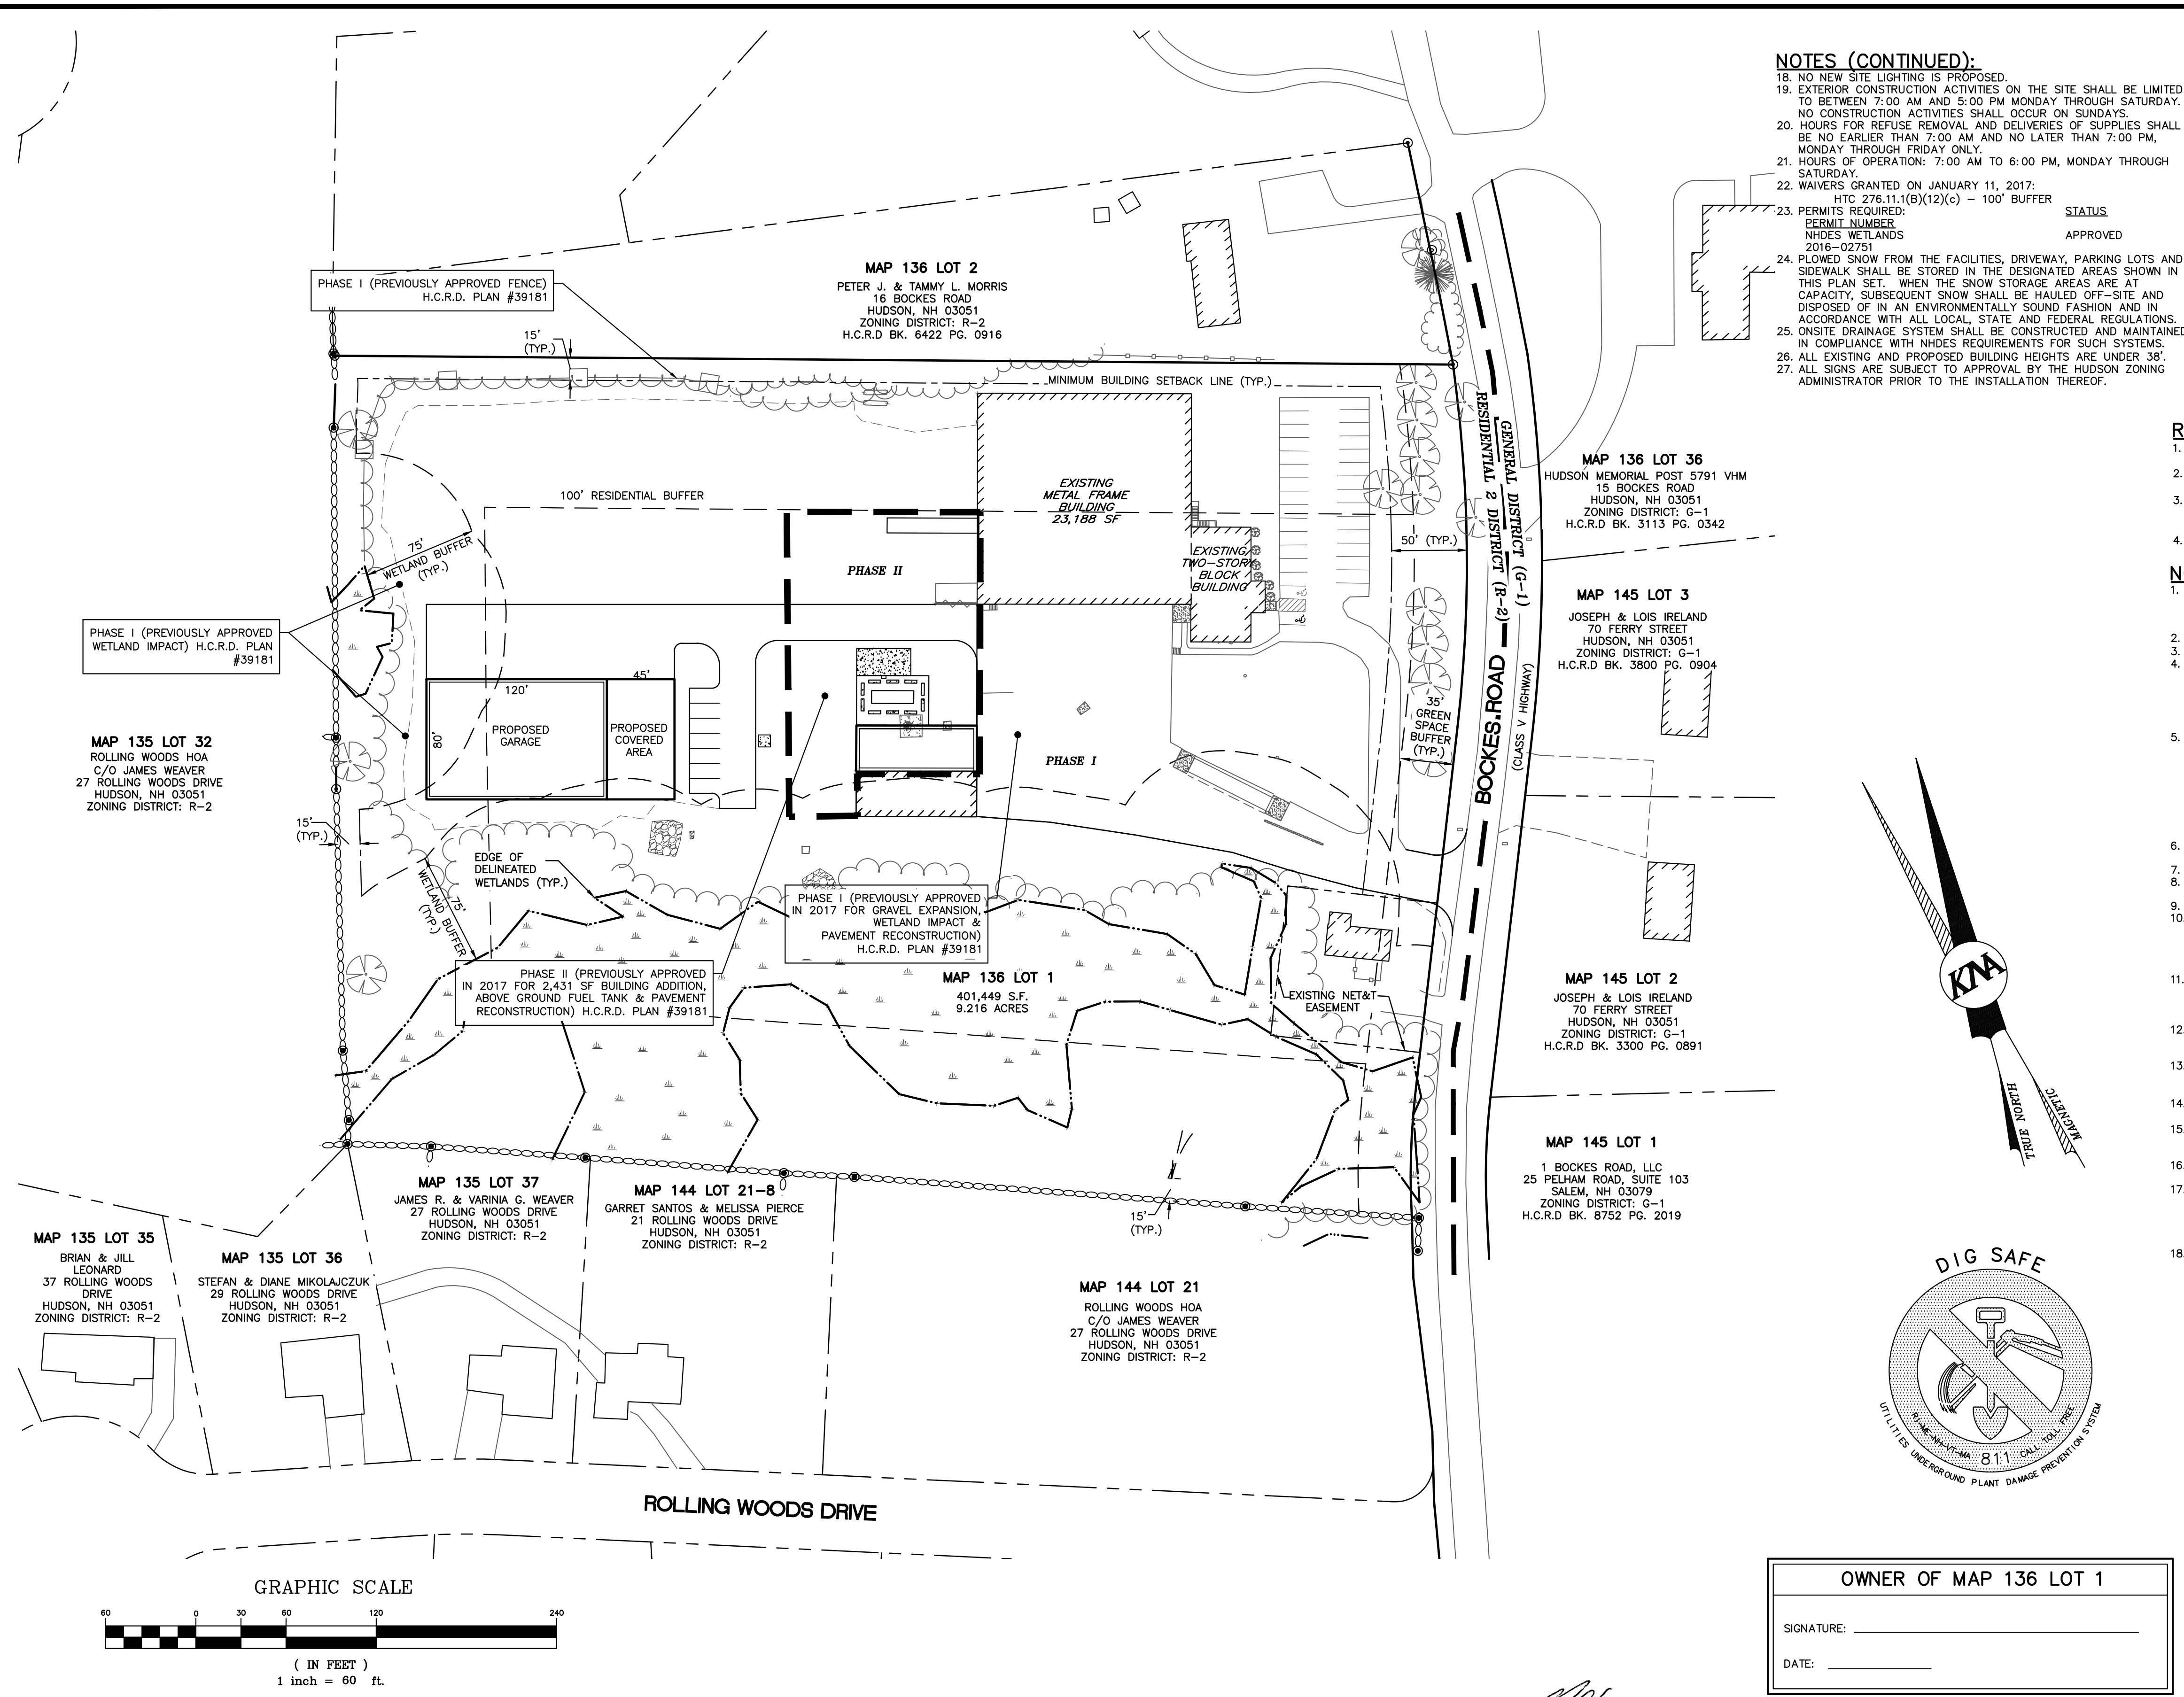 NOTES (CONTINUED):
18. NO NEW SITE LIGHTING IS PROPOSED.
19. EXTERIOR CONSTRUCTION ACTIVITIES ON THE SITE SHALL BE LIMITED
TO BETWEEN 7:00 AM AND 5:00 PM MONDAY THROUGH SATURDAY.
NO CONSTRUCTION ACTIVITIES SHALL OCCUR ON SUNDAYS.
20. HOURS FOR REFUSE REMOVAL AND DELIVERIES OF SUPPLIES SHALL
BE NO EARLIER THAN 7:00 AM AND NO LATER THAN 7:00 PM,
MONDAY THROUGH FRIDAY ONLY.
21. HOURS OF OPERATION: 7:00 AM TO 6:00 PM, MONDAY THROUGH
SATURDAY.
22. WAIVERS GRANTED ON JANUARY 11, 2017:
HTC 276.11.1(B)(12)(c) – 100' BUFFER
23. PERMITS REQUIRED: STATUS
PERMIT NUMBER
NHDES WETLANDS APPROVED
2016–02751
24. PLOWED SNOW FROM THE FACILITIES, DRIVEWAY, PARKING LOTS AND
SIDEWALK SHALL BE STORED IN THE DESIGNATED AREAS SHOWN IN
THIS PLAN SET. WHEN THE SNOW STORAGE AREAS ARE AT
CAPACITY, SUBSEQUENT SNOW SHALL BE HAULED OFF–SITE AND
DISPOSED OF IN AN ENVIRONMENTALLY SOUND FASHION AND IN
ACCORDANCE WITH ALL LOCAL, STATE AND FEDERAL REGULATIONS.
25. ONSITE DRAINAGE SYSTEM SHALL BE CONSTRUCTED AND MAINTAINED
IN COMPLIANCE WITH NHDES REQUIREMENTS FOR SUCH SYSTEMS.
26. ALL EXISTING AND PROPOSED BUILDING HEIGHTS ARE UNDER 38'.
27. ALL SIGNS ARE SUBJECT TO APPROVAL BY THE HUDSON ZONING
ADMINISTRATOR PRIOR TO THE INSTALLATION THEREOF.
R
1.
2.
3.
4.
N
1.
2.
3.
4.
5.
6.
7.
8.
9.
10.
11.
12.
13.
14.
15.
16.
17.
18.
PHASE I (PREVIOUSLY APPROVED FENCE)
H.C.R.D. PLAN #39181
15'
(TYP.)
MAP 136 LOT 2
PETER J. & TAMMY L. MORRIS
16 BOCKES ROAD
HUDSON, NH 03051
ZONING DISTRICT: R–2
H.C.R.D BK. 6422 PG. 0916
MINIMUM BUILDING SETBACK LINE (TYP.)
100' RESIDENTIAL BUFFER
75'
WETLAND BUFFER
(TYP.)
EXISTING
METAL FRAME
BUILDING
23,188 SF
EXISTING
TWO–STORY
BLOCK
BUILDING
PHASE II
50' (TYP.)
GENERAL DISTRICT (G–1)
RESIDENTIAL 2 DISTRICT (R–2)
MAP 136 LOT 36
HUDSON MEMORIAL POST 5791 VHM
15 BOCKES ROAD
HUDSON, NH 03051
ZONING DISTRICT: G–1
H.C.R.D BK. 3113 PG. 0342
MAP 145 LOT 3
JOSEPH & LOIS IRELAND
70 FERRY STREET
HUDSON, NH 03051
ZONING DISTRICT: G–1
H.C.R.D BK. 3800 PG. 0904
PHASE I (PREVIOUSLY APPROVED
WETLAND IMPACT) H.C.R.D. PLAN
#39181
120'
45'
80'
PROPOSED
GARAGE
PROPOSED
COVERED
AREA
PHASE I
35'
GREEN
SPACE
BUFFER
(TYP.)
BOCKES ROAD
(CLASS V HIGHWAY)
MAP 135 LOT 32
ROLLING WOODS HOA
C/O JAMES WEAVER
27 ROLLING WOODS DRIVE
HUDSON, NH 03051
ZONING DISTRICT: R–2
15'
(TYP.)
EDGE OF
DELINEATED
WETLANDS (TYP.)
75'
WETLAND BUFFER
(TYP.)
PHASE I (PREVIOUSLY APPROVED
IN 2017 FOR GRAVEL EXPANSION,
WETLAND IMPACT &
PAVEMENT RECONSTRUCTION)
H.C.R.D. PLAN #39181
PHASE II (PREVIOUSLY APPROVED
IN 2017 FOR 2,431 SF BUILDING ADDITION,
ABOVE GROUND FUEL TANK & PAVEMENT
RECONSTRUCTION) H.C.R.D. PLAN #39181
MAP 136 LOT 1
401,449 S.F.
9.216 ACRES
EXISTING NET&T
EASEMENT
MAP 145 LOT 2
JOSEPH & LOIS IRELAND
70 FERRY STREET
HUDSON, NH 03051
ZONING DISTRICT: G–1
H.C.R.D BK. 3300 PG. 0891
KNA
TRUE NORTH
MAGNETIC
MAP 145 LOT 1
1 BOCKES ROAD, LLC
25 PELHAM ROAD, SUITE 103
SALEM, NH 03079
ZONING DISTRICT: G–1
H.C.R.D BK. 8752 PG. 2019
MAP 135 LOT 37
JAMES R. & VARINIA G. WEAVER
27 ROLLING WOODS DRIVE
HUDSON, NH 03051
ZONING DISTRICT: R–2
MAP 144 LOT 21–8
GARRET SANTOS & MELISSA PIERCE
21 ROLLING WOODS DRIVE
HUDSON, NH 03051
ZONING DISTRICT: R–2
15'
(TYP.)
MAP 135 LOT 35
BRIAN & JILL
LEONARD
37 ROLLING WOODS
DRIVE
HUDSON, NH 03051
ZONING DISTRICT: R–2
MAP 135 LOT 36
STEFAN & DIANE MIKOLAJCZUK
29 ROLLING WOODS DRIVE
HUDSON, NH 03051
ZONING DISTRICT: R–2
MAP 144 LOT 21
ROLLING WOODS HOA
C/O JAMES WEAVER
27 ROLLING WOODS DRIVE
HUDSON, NH 03051
ZONING DISTRICT: R–2
DIG SAFE
RI–ME–NH–VT–MA 811 CALL TOLL FREE
UTILITIES UNDERGROUND PLANT DAMAGE PREVENTION SYSTEM
ROLLING WOODS DRIVE
GRAPHIC SCALE
60 0 30 60 120 240
( IN FEET )
1 inch = 60 ft.
OWNER OF MAP 136 LOT 1
SIGNATURE:
DATE: